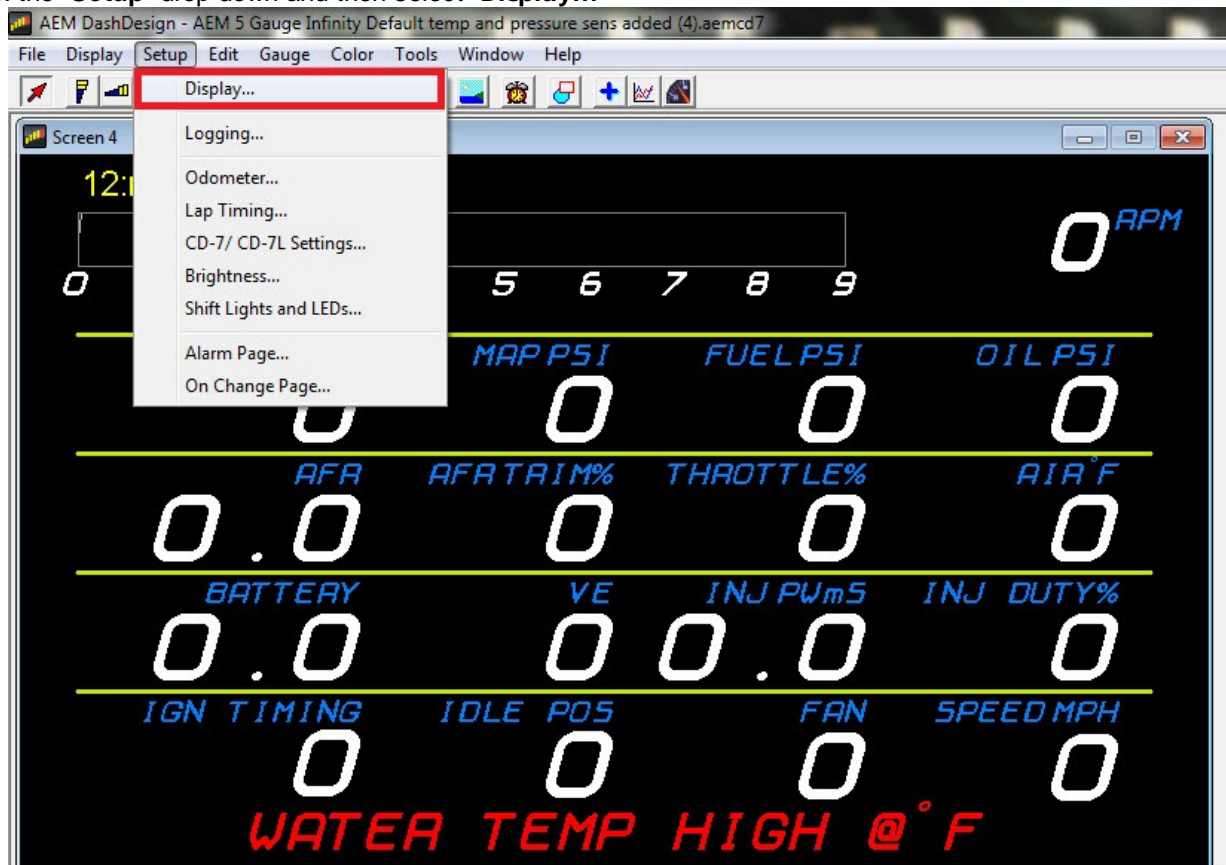 the "Setup" drop down and then select "Display..."
AEM DashDesign - AEM 5 Gauge Infinity Default temp and pressure sens added (4).aemcd7
File Display Setup Edit Gauge Color Tools Window Help
Display...
Screen 4
Logging...
Odometer...
Lap Timing...
CD-7/ CD-7L Settings...
Brightness...
Shift Lights and LEDs...
Alarm Page...
On Change Page...
12:
0 RPM
0 5 6 7 8 9
MAP PSI FUEL PSI OIL PSI
0 0 0 0
AFR AFR TRIM% THROTTLE% AIR°F
0.0 0 0 0
BATTERY VE INJ PWmS INJ DUTY%
0.0 0 0.0 0
IGN TIMING IDLE POS FAN SPEED MPH
0 0 0 0
WATER TEMP HIGH @°F